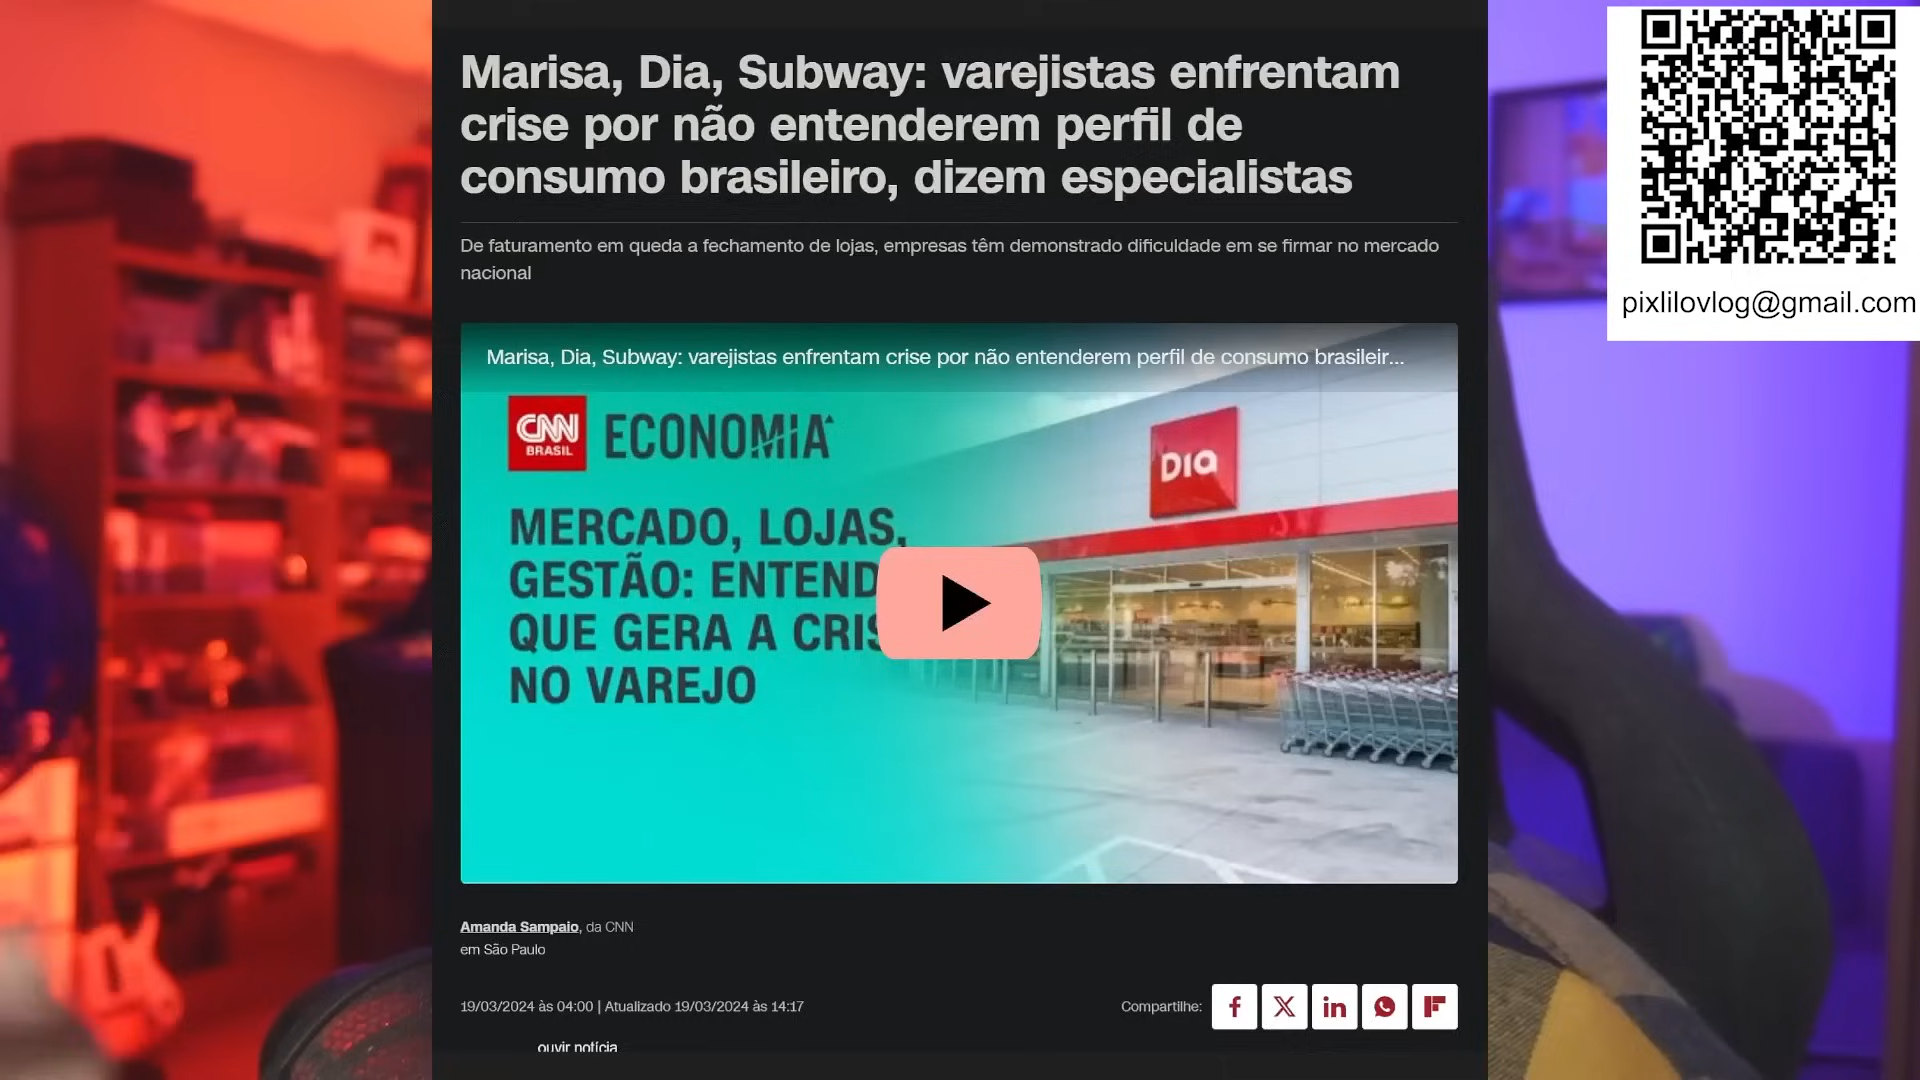 Marisa, Dia, Subway: varejistas enfrentam
crise por não entenderem perfil de
consumo brasileiro, dizem especialistas
De faturamento em queda a fechamento de lojas, empresas têm demonstrado dificuldade em se firmar no mercado
nacional
pixlilovlog@gmail.com
Marisa, Dia, Subway: varejistas enfrentam crise por não entenderem perfil de consumo brasileir...
CNN
BRASIL
ECONOMIA
DIA
MERCADO, LOJAS,
GESTÃO: ENTEND
QUE GERA A CRIS
NO VAREJO
Amanda Sampaio, da CNN
em São Paulo
19/03/2024 às 04:00 | Atualizado 19/03/2024 às 14:17
Compartilhe:
ouvir notícia